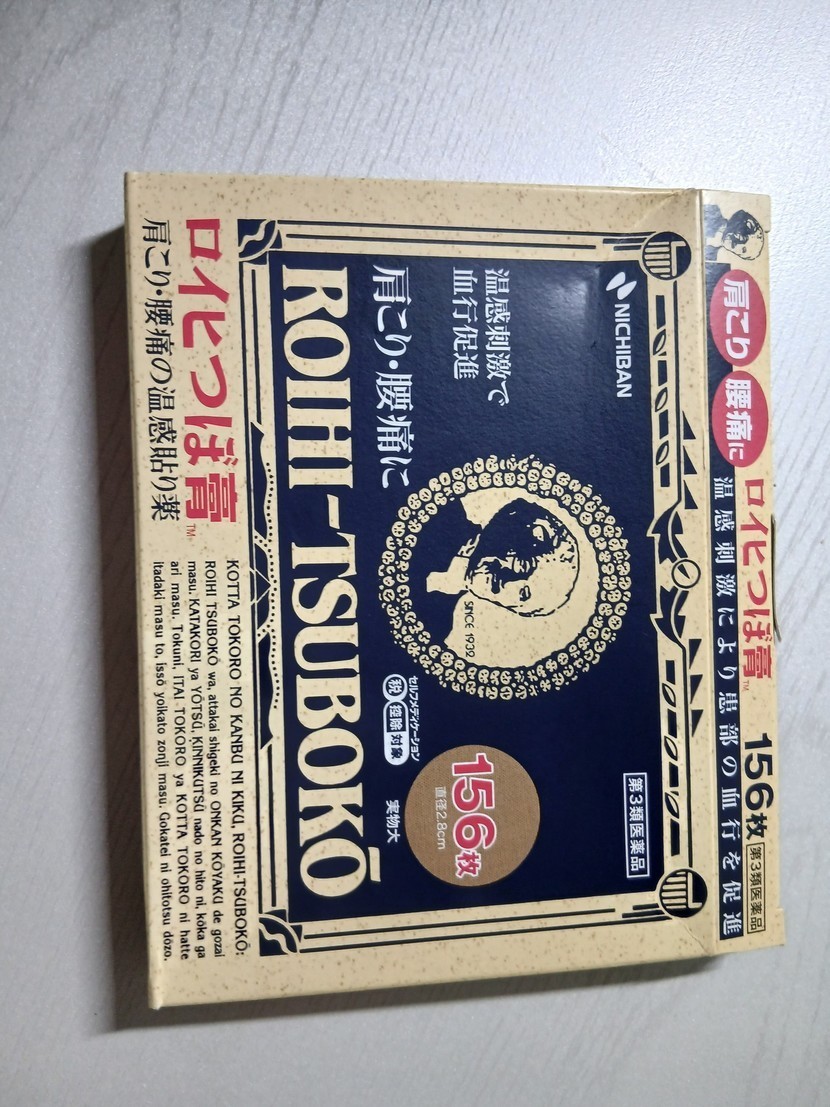 肩こり 腰痛に
ロイヒつぼ膏™
156枚
第3類医薬品
温感刺激により患部の血行を促進
NICHIBAN
第3類医薬品
温感刺激で
血行促進
肩こり・腰痛に
SINCE 1932
セルフメディケーション
税 控除 対象
156枚
直径2.8cm
実物大
ROIHI-TSUBOKŌ
ロイヒつぼ膏™
肩こり・腰痛の温感貼り薬
KOTTA TOKORO NO KANBU NI KIKU, ROIHI-TSUBOKŌ:
ROIHI TSUBOKŌ wa, attakai shigeki no ONKAN KOYAKU de gozai
masu. KATAKORI ya YŌTSŪ, KINNIKUTSŪ nado no hito ni, koka ga
ari masu. Tokuni, ITAI TOKORO ya KOTTA TOKORO ni hatte
itadaki masu to, issō yoikato zonji masu. Gokatei ni ohitotsu dōzo.